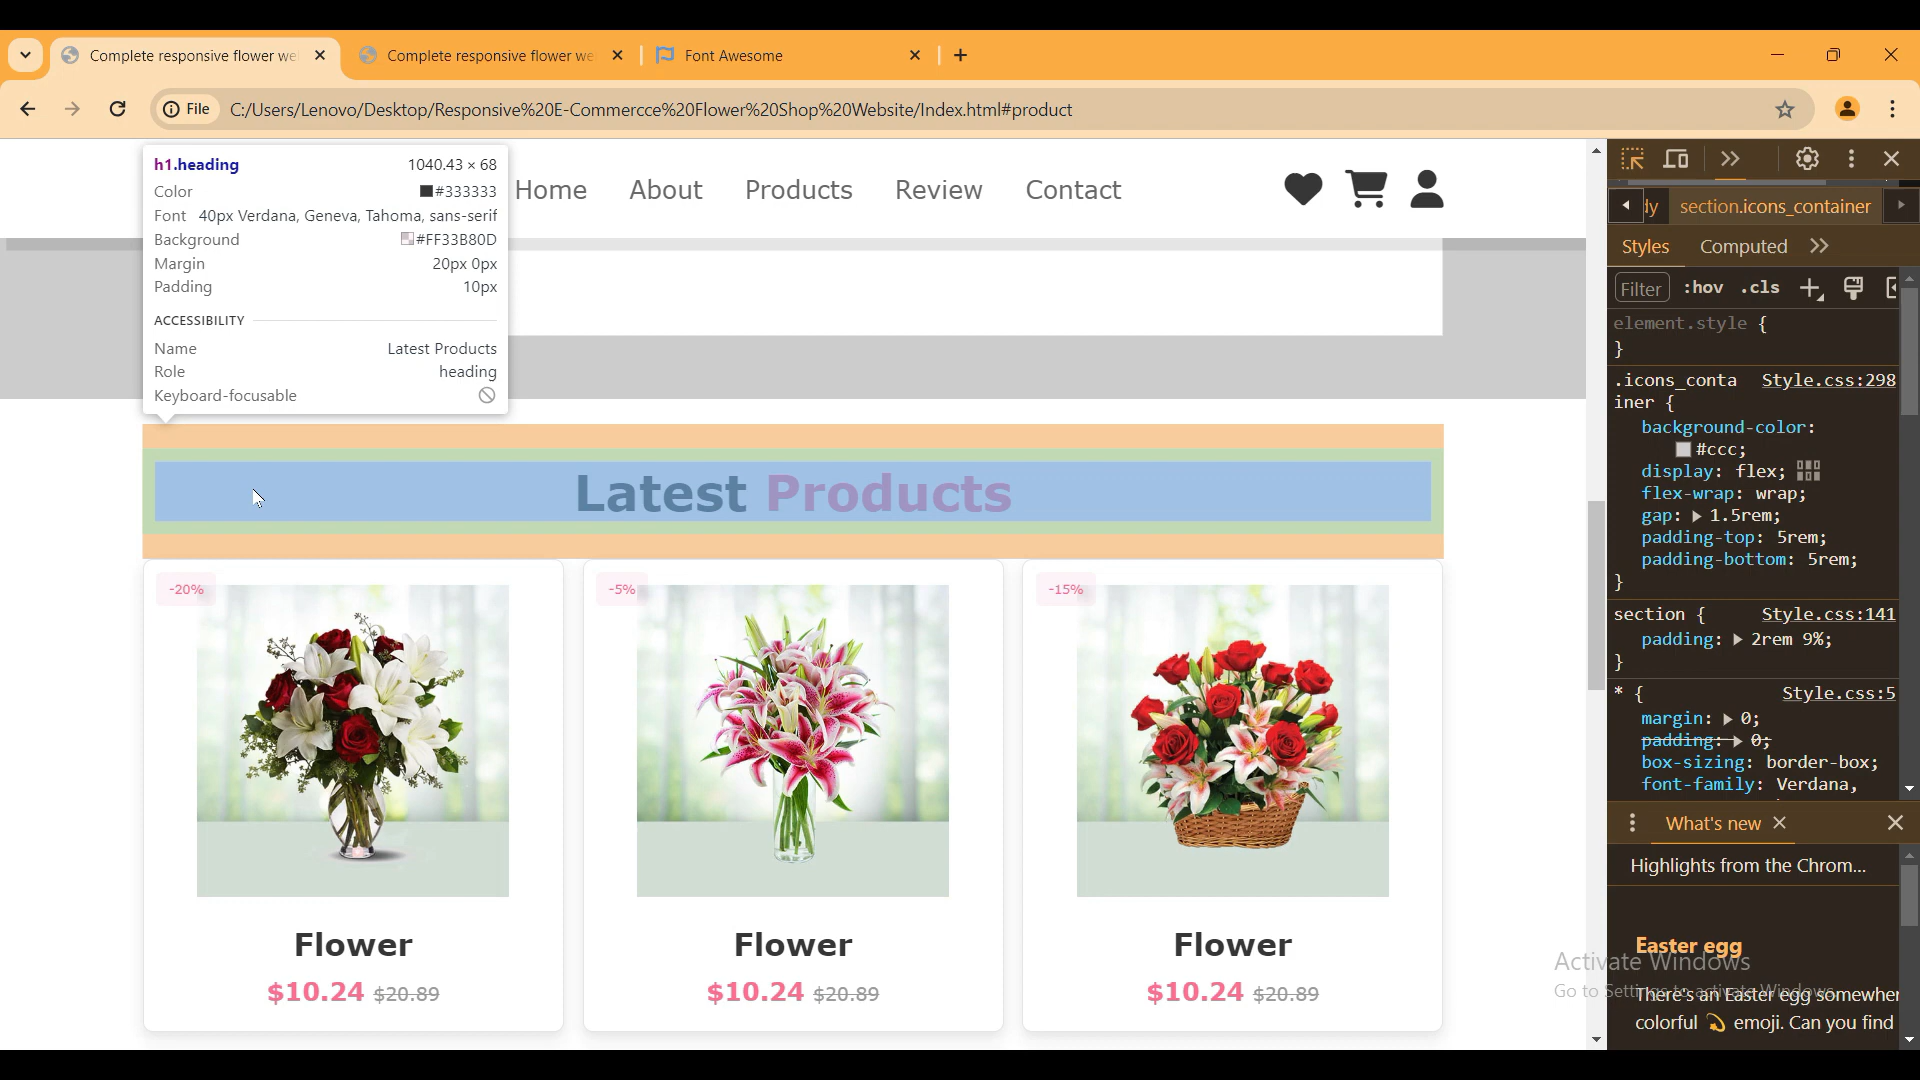 Complete responsive flower we
Complete responsive flower we
Font Awesome
File
C:/Users/Lenovo/Desktop/Responsive%20E-Commercce%20Flower%20Shop%20Website/Index.html#product
h1.heading 1040.43 × 68
Color #333333
Font 40px Verdana, Geneva, Tahoma, sans-serif
Background #FF33B80D
Margin 20px 0px
Padding 10px
ACCESSIBILITY
Name Latest Products
Role heading
Keyboard-focusable
Home About Products Review Contact
Latest Products
-20% -5% -15%
Flower Flower Flower
$10.24 $20.89 $10.24 $20.89 $10.24 $20.89
dy section.icons_container
Styles Computed
Filter :hov .cls
element.style {
}
.icons_conta Style.css:298
iner {
background-color:
#ccc;
display: flex;
flex-wrap: wrap;
gap: 1.5rem;
padding-top: 5rem;
padding-bottom: 5rem;
}
section { Style.css:141
padding: 2rem 9%;
}
* { Style.css:5
margin: 0;
padding: 0;
box-sizing: border-box;
font-family: Verdana,
What's new
Highlights from the Chrom...
Easter egg
There's an Easter egg somewher
colorful 💫 emoji. Can you find
Activate Windows
Go to Settings to activate Windows.